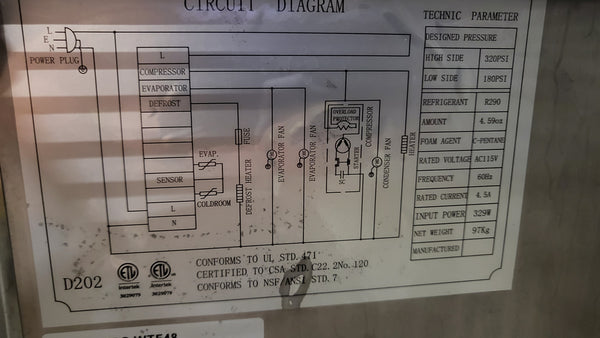 CIRCUIT DIAGRAM
L
E
N
POWER PLUG
L
COMPRESSOR
EVAPORATOR
DEFROST
SENSOR
L
N
EVAP.
COLDROOM
FUSE
DEFROST HEATER
EVAPORATOR FAN
EVAPORATOR FAN
OVERLOAD
PROTECTOR
STARTER
COMPRESSOR
CONDENSER FAN
HEATER
TECHNIC PARAMETER
DESIGNED PRESSURE
HIGH SIDE 320PSI
LOW SIDE 180PSI
REFRIGERANT R290
AMOUNT 4.59oz
FOAM AGENT C-PENTANE
RATED VOLTAGE AC115V
FREQUENCY 60Hz
RATED CURRENT 4.5A
INPUT POWER 329W
NET WEIGHT 97Kg
MANUFACTURED
D202
ETL
Intertek
ETL
Intertek
CONFORMS TO UL STD. 471
CERTIFIED TO CSA STD. C22. 2No. 120
CONFORMS TO NSF/ANSI STD. 7